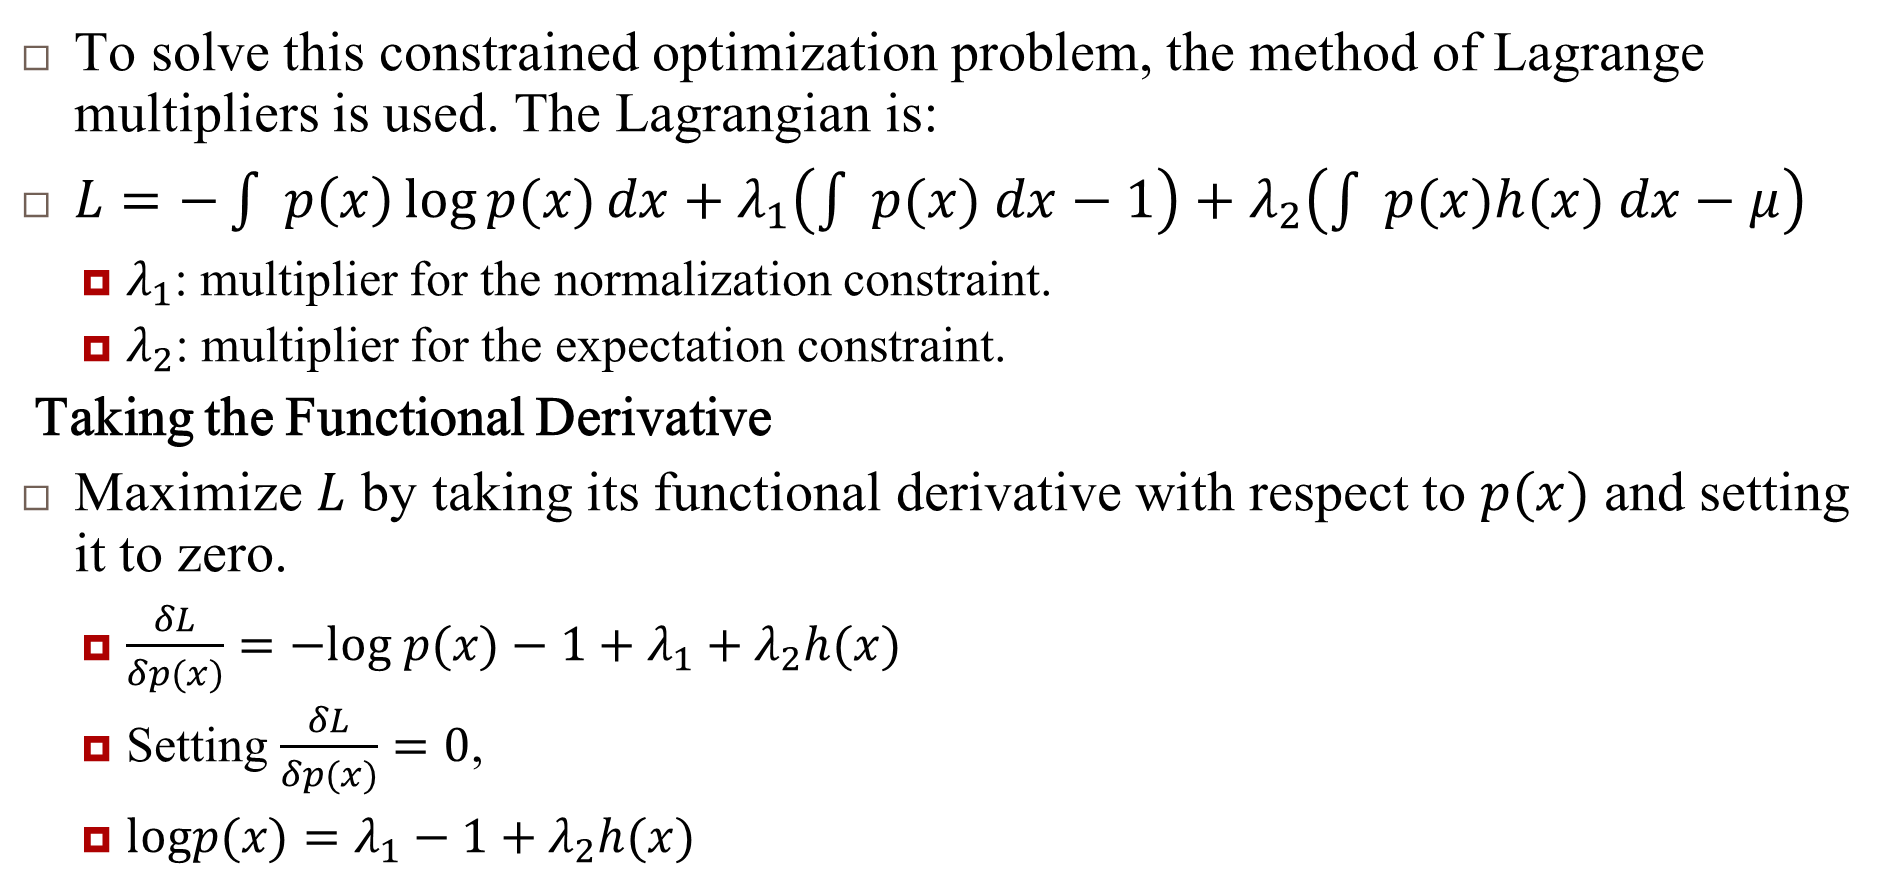 To solve this constrained optimization problem, the method of Lagrange
multipliers is used. The Lagrangian is:
L = − ∫ p(x) log p(x) dx + λ₁(∫ p(x) dx − 1) + λ₂(∫ p(x)h(x) dx − μ)
λ₁: multiplier for the normalization constraint.
λ₂: multiplier for the expectation constraint.
Taking the Functional Derivative
Maximize L by taking its functional derivative with respect to p(x) and setting
it to zero.
δL/δp(x) = −log p(x) − 1 + λ₁ + λ₂h(x)
Setting δL/δp(x) = 0,
logp(x) = λ₁ − 1 + λ₂h(x)